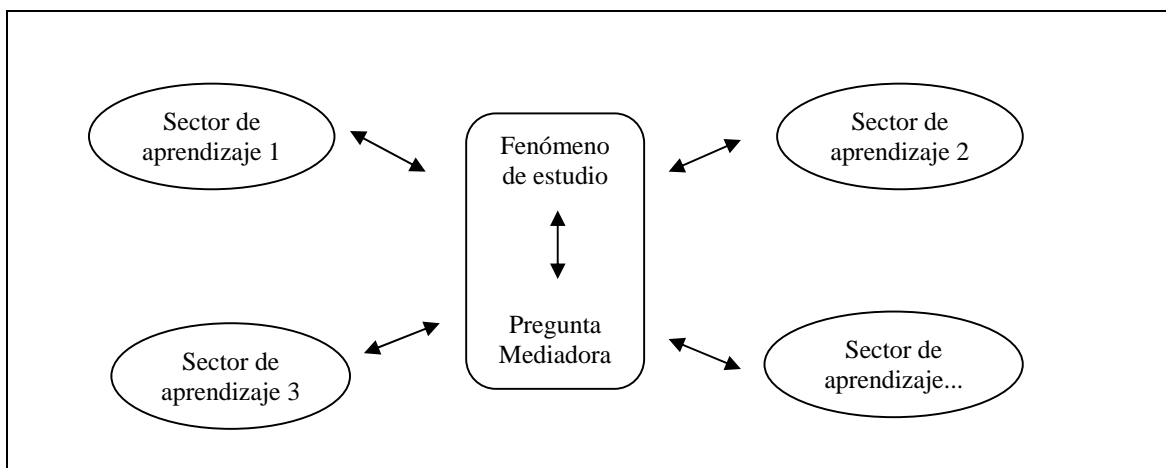 Sector de
aprendizaje 1
Fenómeno
de estudio
Sector de
aprendizaje 2
Sector de
aprendizaje 3
Pregunta
Mediadora
Sector de
aprendizaje...